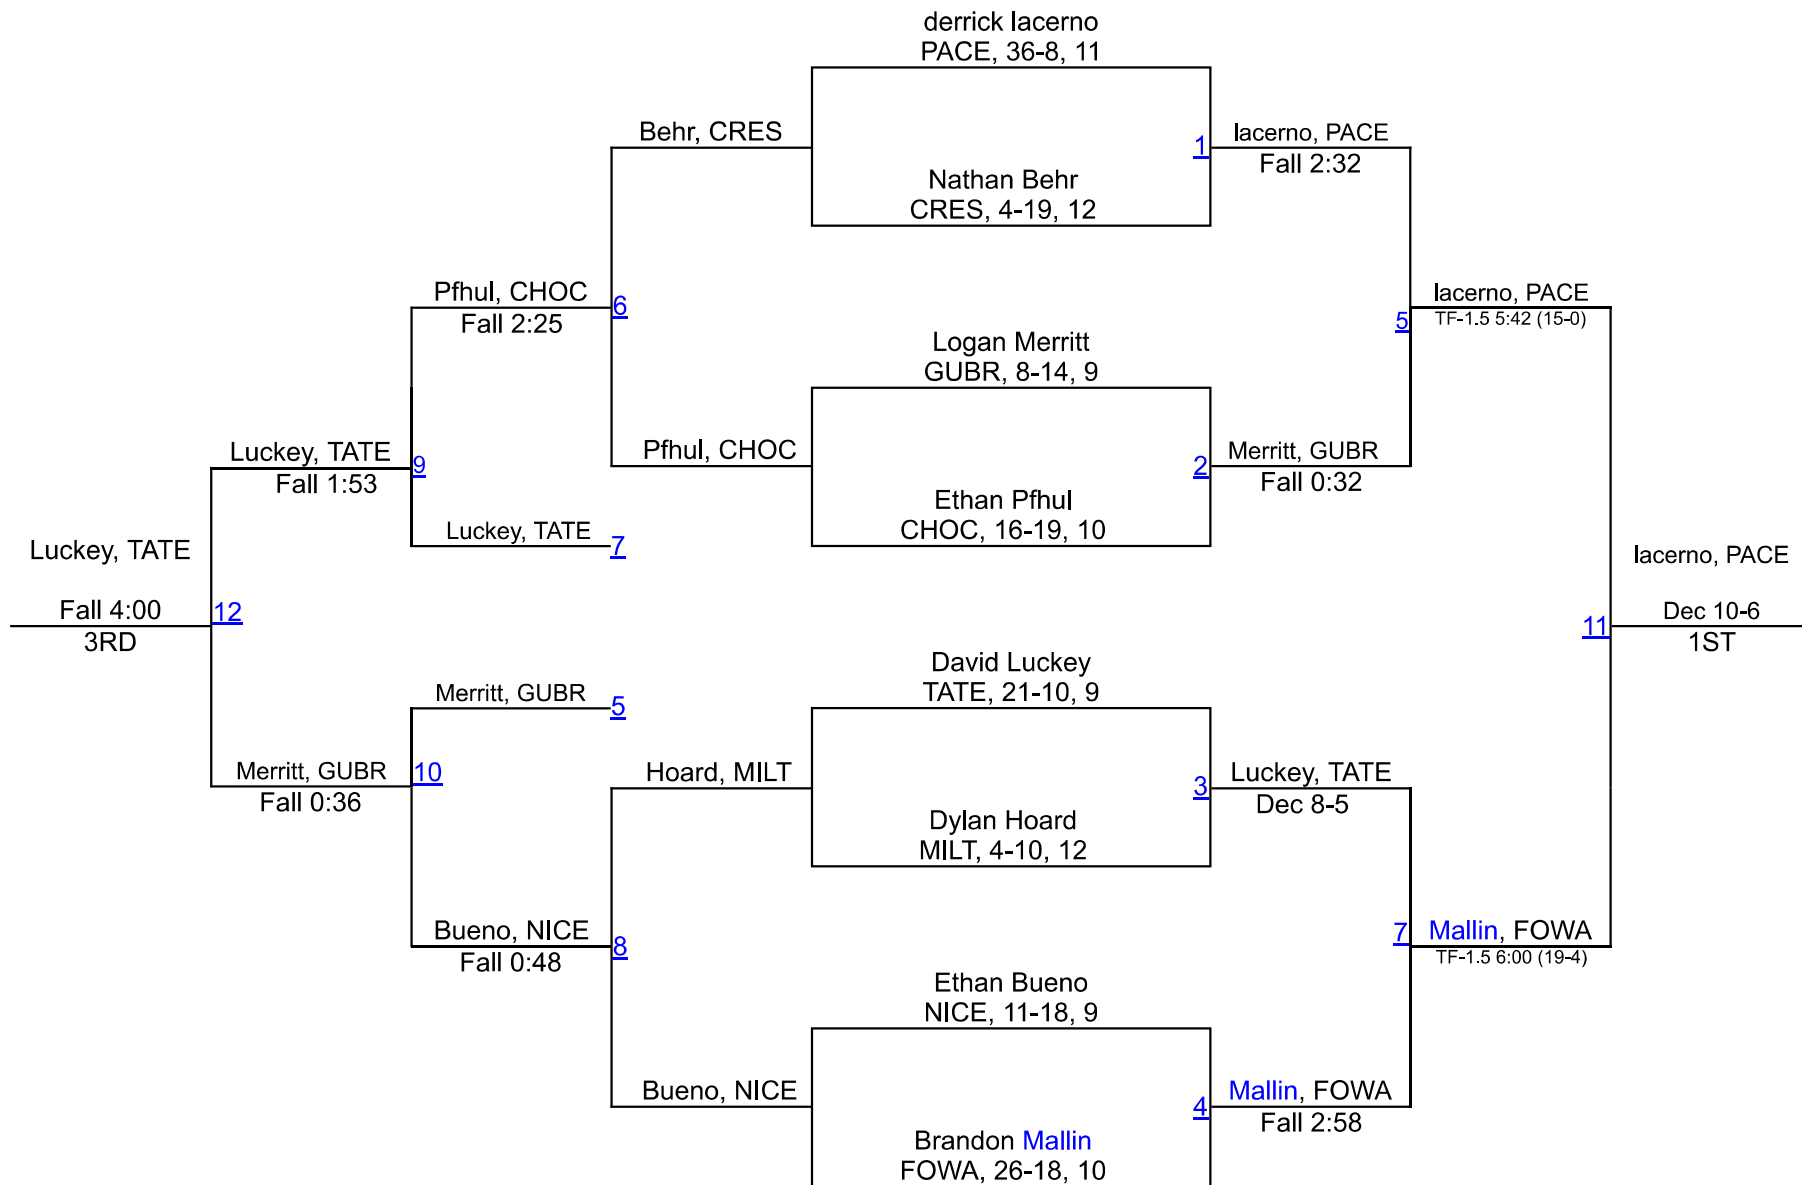 derrick Iacerno
PACE, 36-8, 11
Behr, CRES
1
Iacerno, PACE
Fall 2:32
Nathan Behr
CRES, 4-19, 12
Pfhul, CHOC
Fall 2:25
6
Iacerno, PACE
TF-1.5 5:42 (15-0)
5
Logan Merritt
GUBR, 8-14, 9
Luckey, TATE
Fall 1:53
9
Pfhul, CHOC
2
Merritt, GUBR
Fall 0:32
Ethan Pfhul
CHOC, 16-19, 10
Luckey, TATE
7
Luckey, TATE
Fall 4:00
3RD
12
Iacerno, PACE
Dec 10-6
1ST
11
David Luckey
TATE, 21-10, 9
Merritt, GUBR
5
Merritt, GUBR
Fall 0:36
10
Hoard, MILT
3
Luckey, TATE
Dec 8-5
Dylan Hoard
MILT, 4-10, 12
Bueno, NICE
Fall 0:48
8
7
Mallin, FOWA
TF-1.5 6:00 (19-4)
Ethan Bueno
NICE, 11-18, 9
Bueno, NICE
4
Mallin, FOWA
Fall 2:58
Brandon Mallin
FOWA, 26-18, 10